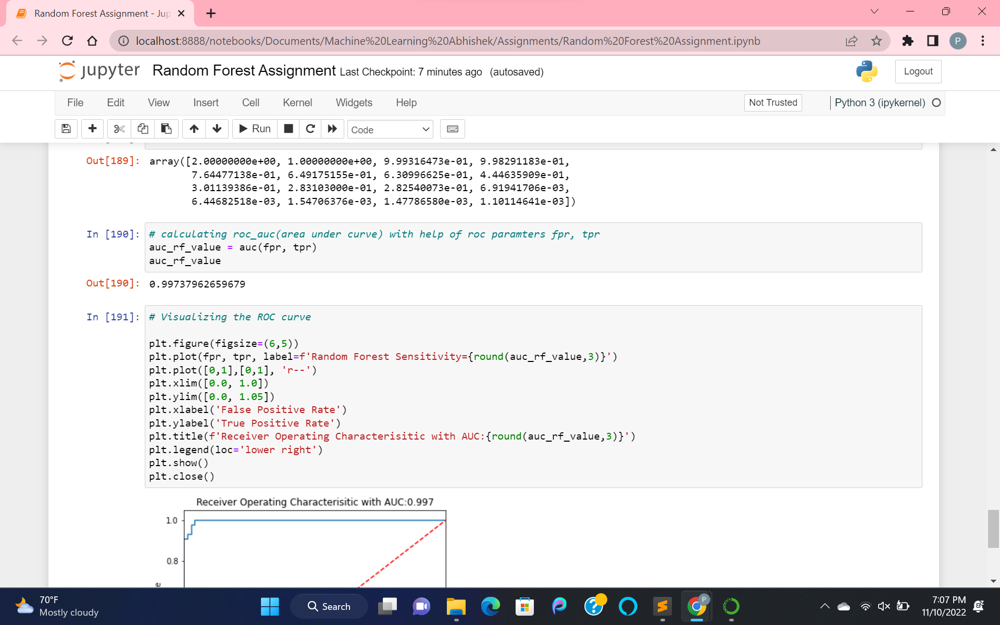 Random Forest Assignment - Jup
localhost:8888/notebooks/Documents/Machine%20Learning%20Abhishek/Assignments/Random%20Forest%20Assignment.ipynb
P
jupyter Random Forest Assignment Last Checkpoint: 7 minutes ago (autosaved)
Logout
File Edit View Insert Cell Kernel Widgets Help
Not Trusted
Python 3 (ipykernel)
Run
Code
Out[189]: array([2.00000000e+00, 1.00000000e+00, 9.99316473e-01, 9.98291183e-01,
7.64477138e-01, 6.49175155e-01, 6.30996625e-01, 4.44635909e-01,
3.01139386e-01, 2.83103000e-01, 2.82540073e-01, 6.91941706e-03,
6.44682518e-03, 1.54706376e-03, 1.47786580e-03, 1.10114641e-03])
In [190]: # calculating roc_auc(area under curve) with help of roc paramters fpr, tpr
auc_rf_value = auc(fpr, tpr)
auc_rf_value
Out[190]: 0.99737962659679
In [191]: # Visualizing the ROC curve
plt.figure(figsize=(6,5))
plt.plot(fpr, tpr, label=f'Random Forest Sensitivity={round(auc_rf_value,3)}')
plt.plot([0,1],[0,1], 'r--')
plt.xlim([0.0, 1.0])
plt.ylim([0.0, 1.05])
plt.xlabel('False Positive Rate')
plt.ylabel('True Positive Rate')
plt.title(f'Receiver Operating Characterisitic with AUC:{round(auc_rf_value,3)}')
plt.legend(loc='lower right')
plt.show()
plt.close()
Receiver Operating Characterisitic with AUC:0.997
1.0
0.8
e
70°F
Mostly cloudy
Search
P
7:07 PM
11/10/2022